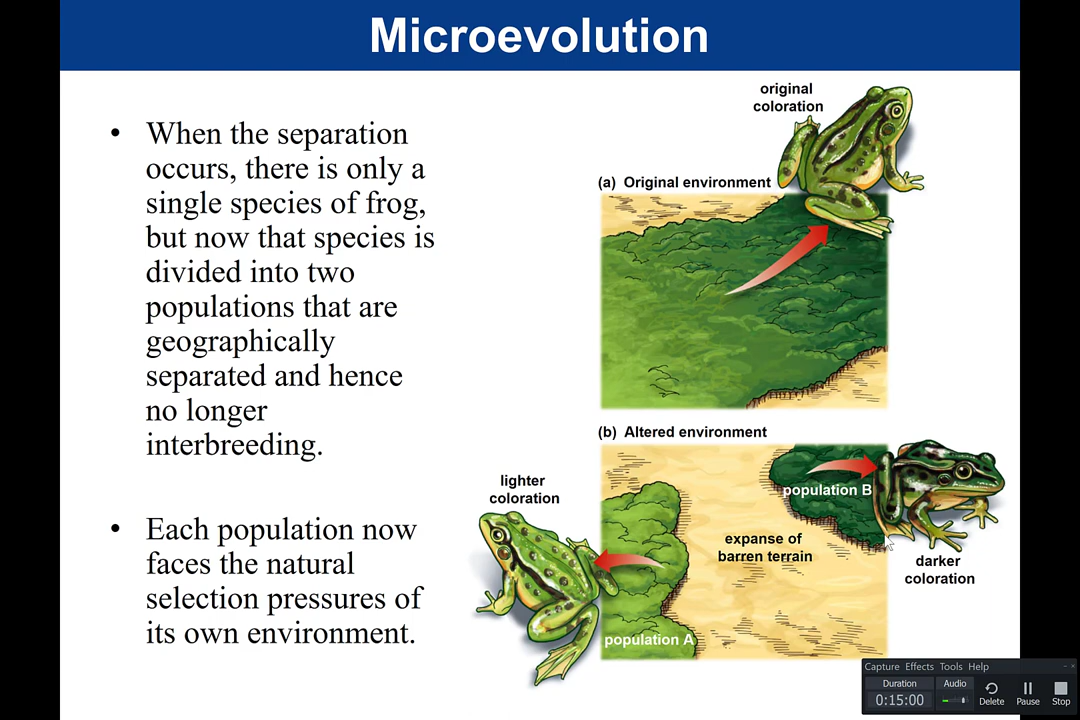 Microevolution
• When the separation
occurs, there is only a
single species of frog,
but now that species is
divided into two
populations that are
geographically
separated and hence
no longer
interbreeding.
• Each population now
faces the natural
selection pressures of
its own environment.
original
coloration
(a) Original environment
(b) Altered environment
lighter
coloration
population B
expanse of
barren terrain
darker
coloration
population A
Capture Effects Tools Help
Duration
0:15:00
Audio
Delete
Pause
Stop